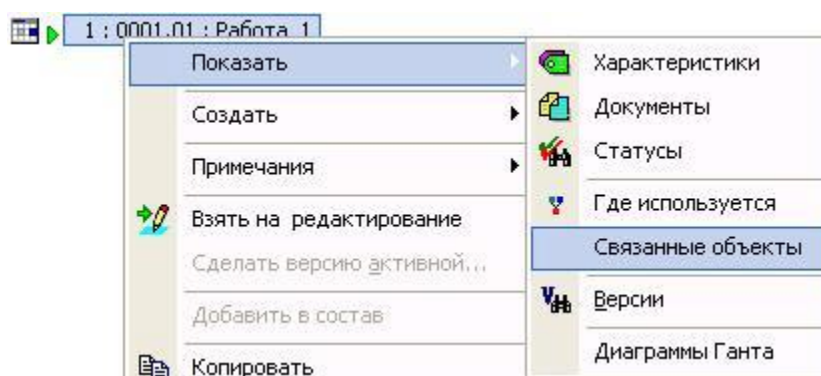 1 : 0001.01 : Работа 1
Показать
Создать
Примечания
Взять на редактирование
Сделать версию активной...
Добавить в состав
Копировать
Характеристики
Документы
Статусы
Где используется
Связанные объекты
Версии
Диаграммы Ганта